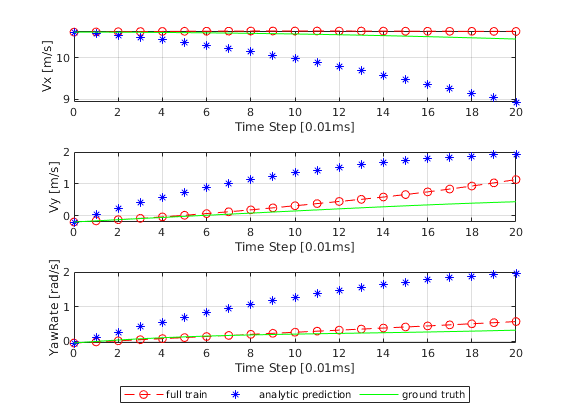 10
9
Vx [m/s]
0 2 4 6 8 10 12 14 16 18 20
Time Step [0.01ms]
2
1
0
Vy [m/s]
0 2 4 6 8 10 12 14 16 18 20
Time Step [0.01ms]
2
1
0
YawRate [rad/s]
0 2 4 6 8 10 12 14 16 18 20
Time Step [0.01ms]
full train analytic prediction ground truth